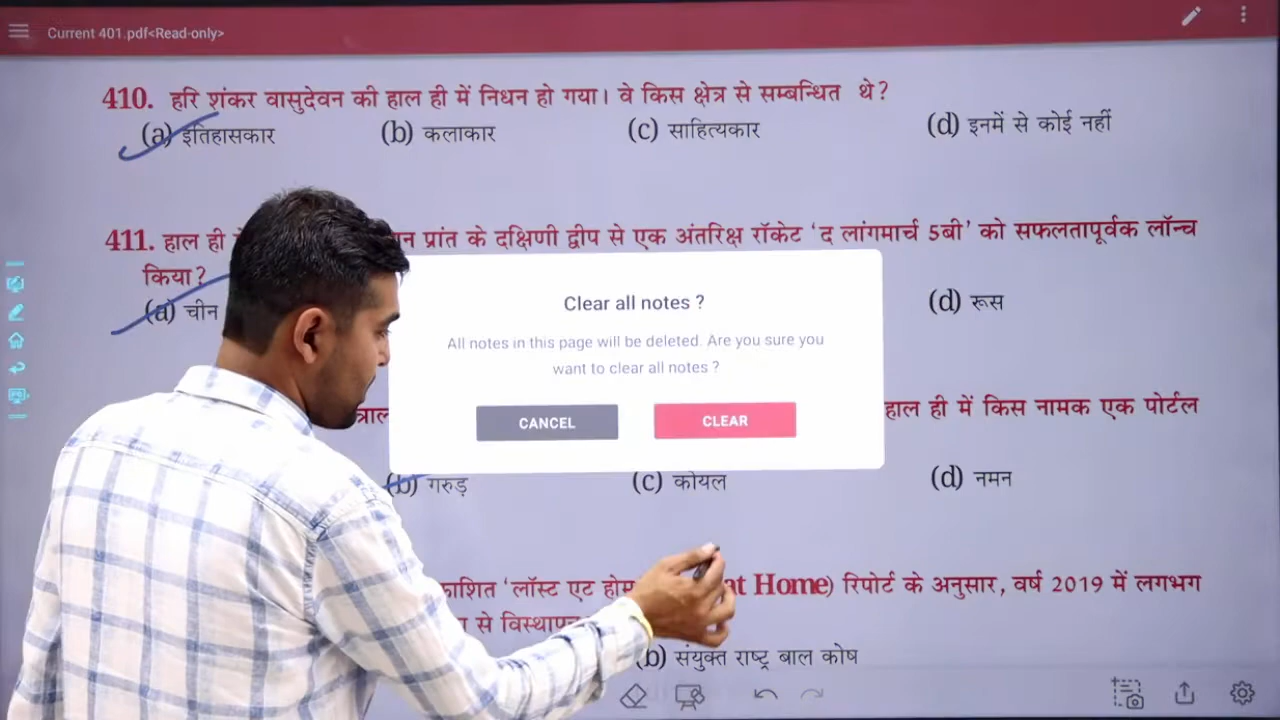 Current 401.pdf<Read-only>
410. हरि शंकर वासुदेवन की हाल ही में निधन हो गया। वे किस क्षेत्र से सम्बन्धित थे?
(a) इतिहासकार (b) कलाकार (c) साहित्यकार (d) इनमें से कोई नहीं
411. हाल ही प्रांत के दक्षिणी द्वीप से एक अंतरिक्ष रॉकेट ‘द लांगमार्च 5बी’ को सफलतापूर्वक लॉन्च
किया?
(a) चीन (d) रूस
Clear all notes ?
All notes in this page will be deleted. Are you sure you
want to clear all notes ?
CANCEL CLEAR
हाल ही में किस नामक एक पोर्टल
(b) गरुड़ (c) कोयल (d) नमन
‘लॉस्ट एट at Home) रिपोर्ट के अनुसार, वर्ष 2019 में लगभग
से
(b) संयुक्त राष्ट्र बाल कोष